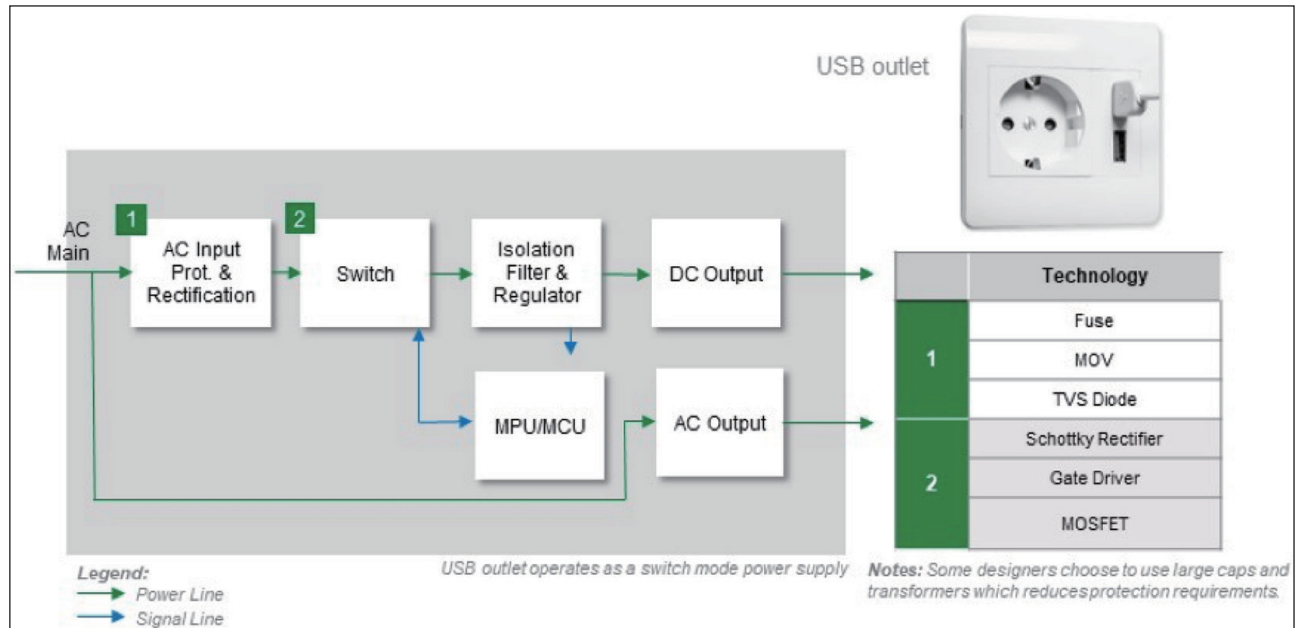 USB outlet
AC
Main
1
AC Input
Prot. &
Rectification
2
Switch
Isolation
Filter &
Regulator
DC Output
MPU/MCU
AC Output
Technology
1
Fuse
MOV
TVS Diode
2
Schottky Rectifier
Gate Driver
MOSFET
Legend:
Power Line
Signal Line
USB outlet operates as a switch mode power supply
Notes: Some designers choose to use large caps and
transformers which reduces protection requirements.